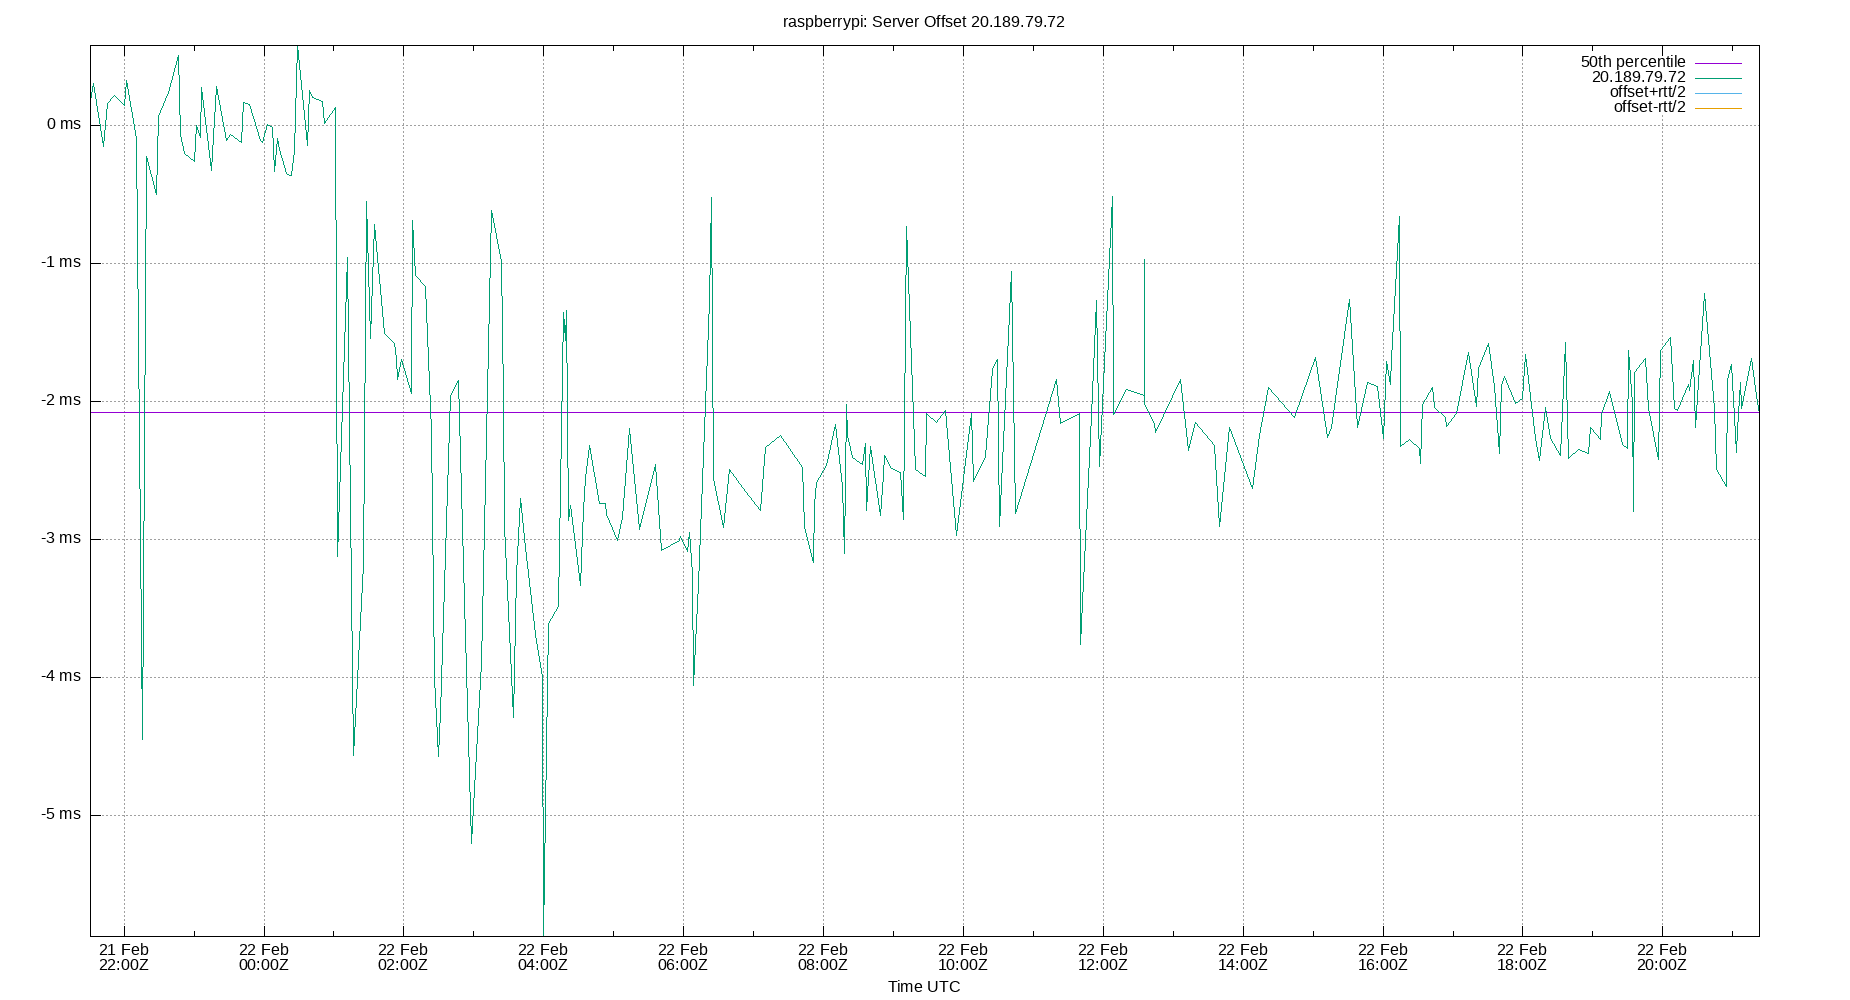 raspberrypi: Server Offset 20.189.79.72
50th percentile
20.189.79.72
offset+rtt/2
offset-rtt/2
0 ms
-1 ms
-2 ms
-3 ms
-4 ms
-5 ms
21 Feb 22 Feb 22 Feb 22 Feb 22 Feb 22 Feb 22 Feb 22 Feb 22 Feb 22 Feb 22 Feb 22 Feb
22:00Z 00:00Z 02:00Z 04:00Z 06:00Z 08:00Z 10:00Z 12:00Z 14:00Z 16:00Z 18:00Z 20:00Z
Time UTC